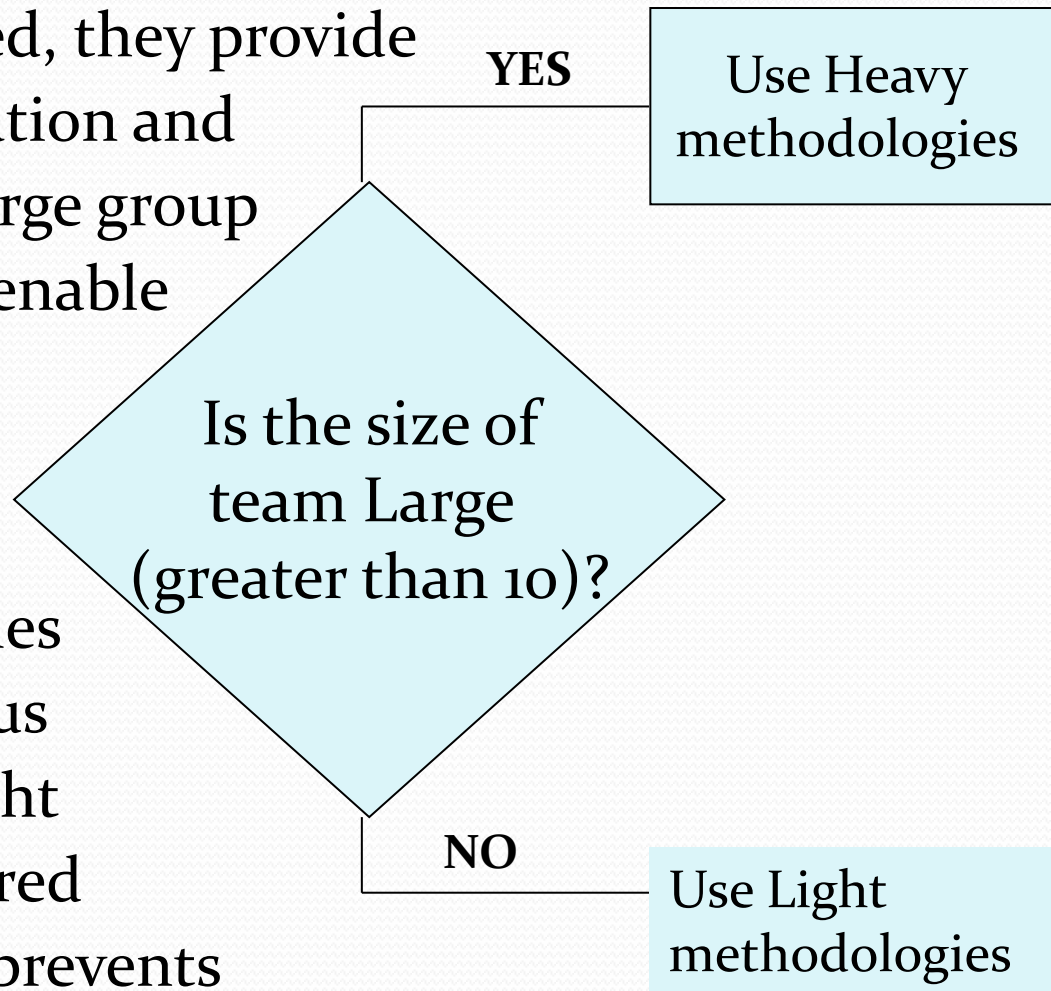 ed, they provide
ation and
rge group
enable
es
us
ht
red
prevents
YES
Use Heavy
methodologies
Is the size of
team Large
(greater than 10)?
NO
Use Light
methodologies